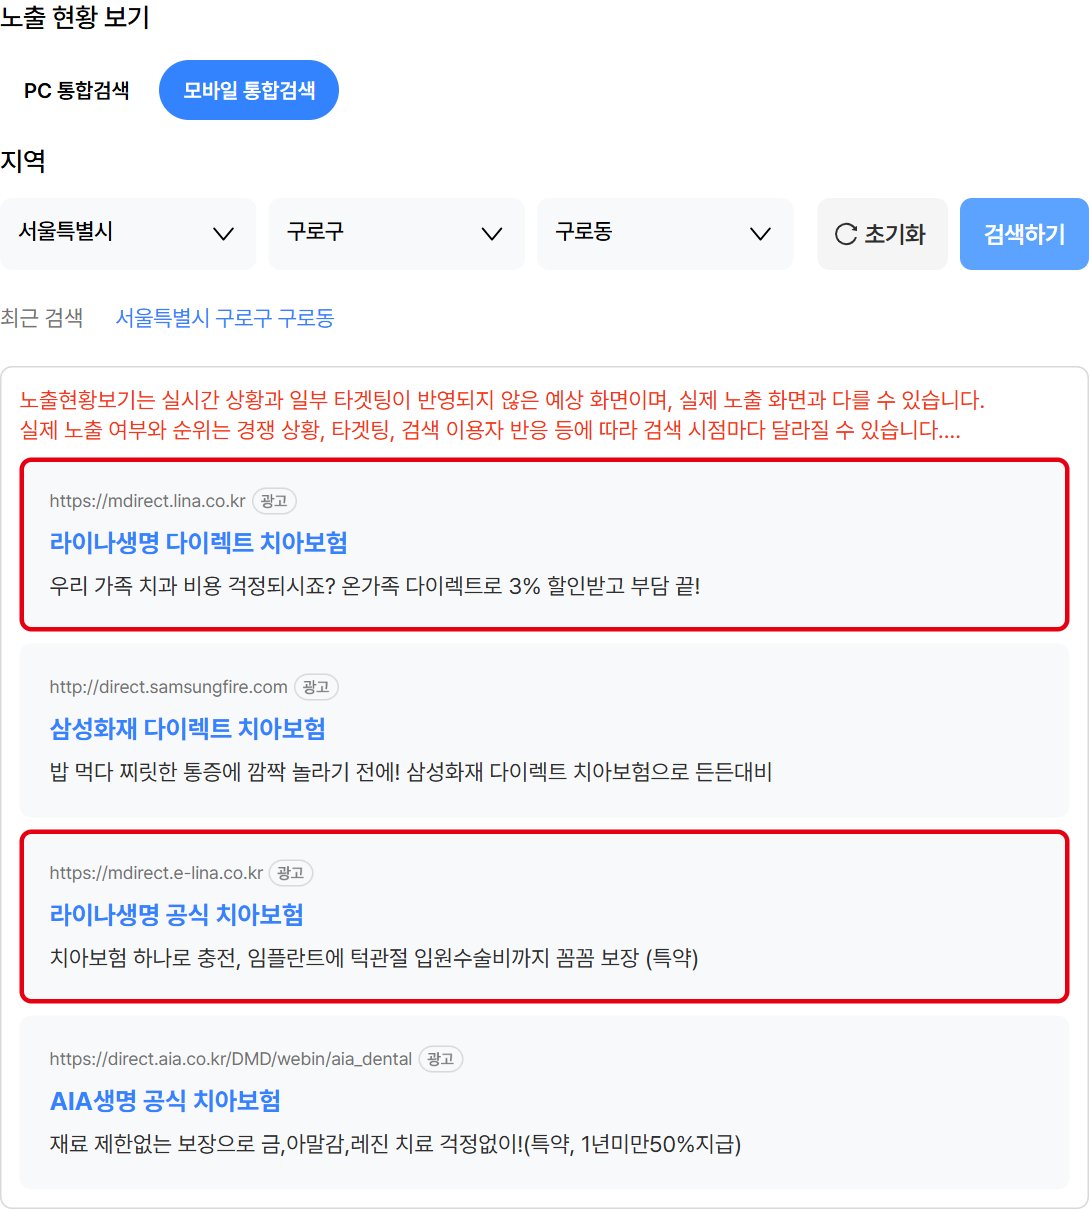 노출 현황 보기
PC 통합검색 모바일 통합검색
지역
서울특별시 구로구 구로동 초기화 검색하기
최근 검색 서울특별시 구로구 구로동
노출현황보기는 실시간 상황과 일부 타겟팅이 반영되지 않은 예상 화면이며, 실제 노출 화면과 다를 수 있습니다.
실제 노출 여부와 순위는 경쟁 상황, 타겟팅, 검색 이용자 반응 등에 따라 검색 시점마다 달라질 수 있습니다....
https://mdirect.lina.co.kr 광고
라이나생명 다이렉트 치아보험
우리 가족 치과 비용 걱정되시죠? 온가족 다이렉트로 3% 할인받고 부담 끝!
http://direct.samsungfire.com 광고
삼성화재 다이렉트 치아보험
밥 먹다 찌릿한 통증에 깜짝 놀라기 전에! 삼성화재 다이렉트 치아보험으로 든든대비
https://mdirect.e-lina.co.kr 광고
라이나생명 공식 치아보험
치아보험 하나로 충전, 임플란트에 턱관절 입원수술비까지 꼼꼼 보장 (특약)
https://direct.aia.co.kr/DMD/webin/aia_dental 광고
AIA생명 공식 치아보험
재료 제한없는 보장으로 금,아말감,레진 치료 걱정없이!(특약, 1년미만50%지급)